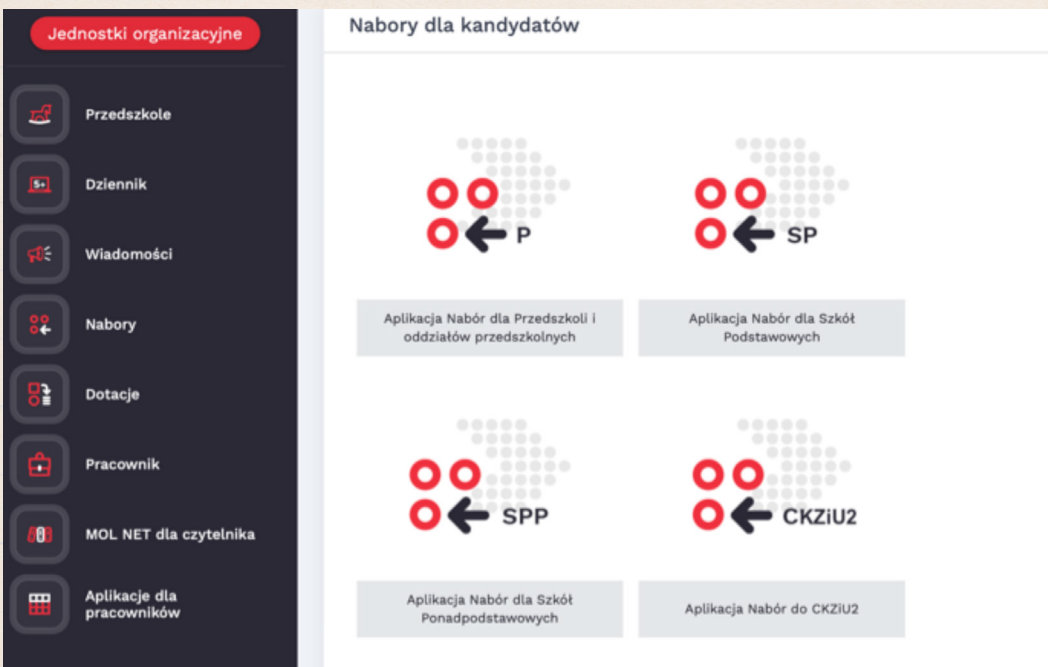 Jednostki organizacyjne
Przedszkole
5+
Dziennik
Wiadomości
Nabory
Dotacje
Pracownik
MOL NET dla czytelnika
Aplikacje dla
pracowników
Nabory dla kandydatów
P
SP
Aplikacja Nabór dla Przedszkoli i
oddziałów przedszkolnych
Aplikacja Nabór dla Szkół
Podstawowych
SPP
CKZiU2
Aplikacja Nabór dla Szkół
Ponadpodstawowych
Aplikacja Nabór do CKZiU2